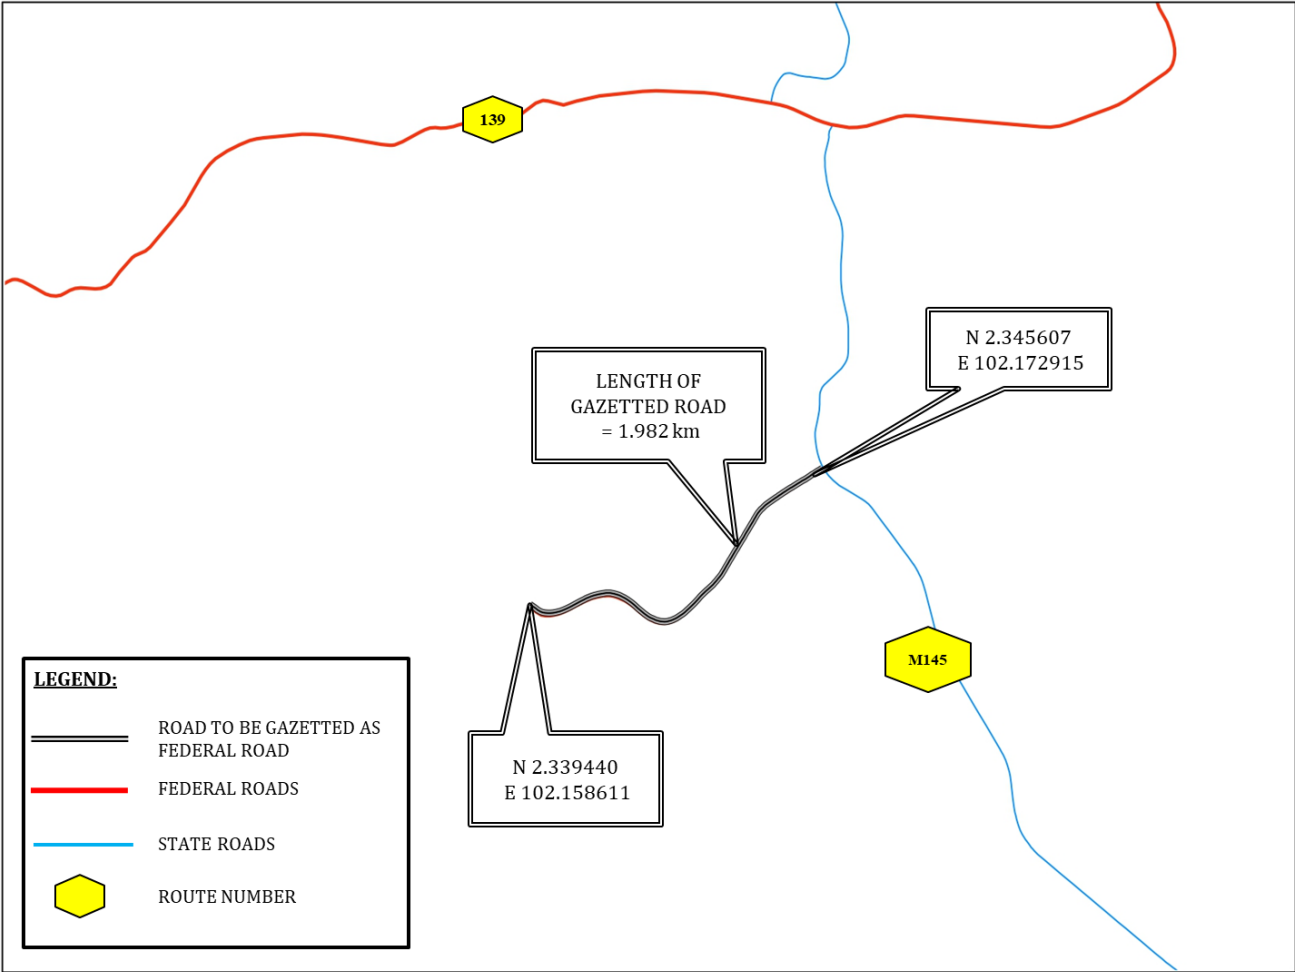 139
N 2.345607
E 102.172915
LENGTH OF
GAZETTED ROAD
= 1.982 km
M145
N 2.339440
E 102.158611
LEGEND:
ROAD TO BE GAZETTED AS
FEDERAL ROAD
FEDERAL ROADS
STATE ROADS
ROUTE NUMBER